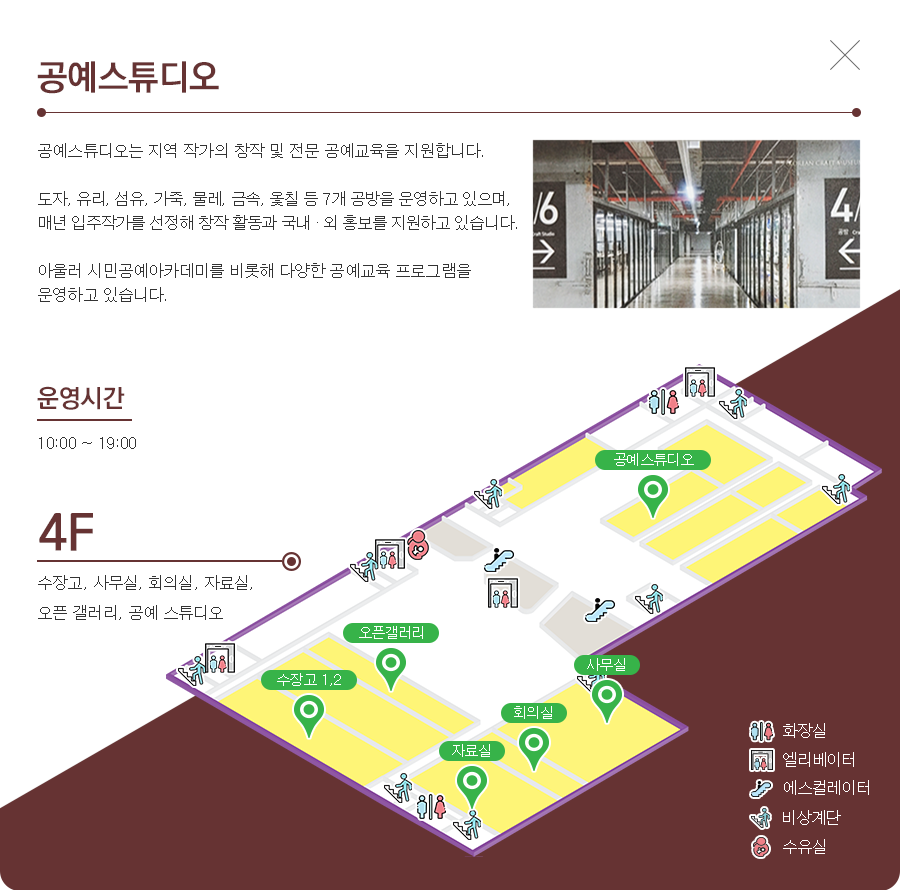 공예스튜디오
공예스튜디오는 지역 작가의 창작 및 전문 공예교육을 지원합니다.
도자, 유리, 섬유, 가죽, 물레, 금속, 옻칠 등 7개 공방을 운영하고 있으며,
매년 입주작가를 선정해 창작 활동과 국내 · 외 홍보를 지원하고 있습니다.
아울러 시민공예아카데미를 비롯해 다양한 공예교육 프로그램을
운영하고 있습니다.
/6
Craft Studio
4/
공방
운영시간
10:00 ~ 19:00
4F
수장고, 사무실, 회의실, 자료실,
오픈 갤러리, 공예 스튜디오
공예스튜디오
오픈갤러리
수장고 1,2
사무실
회의실
자료실
화장실
엘리베이터
에스컬레이터
비상계단
수유실